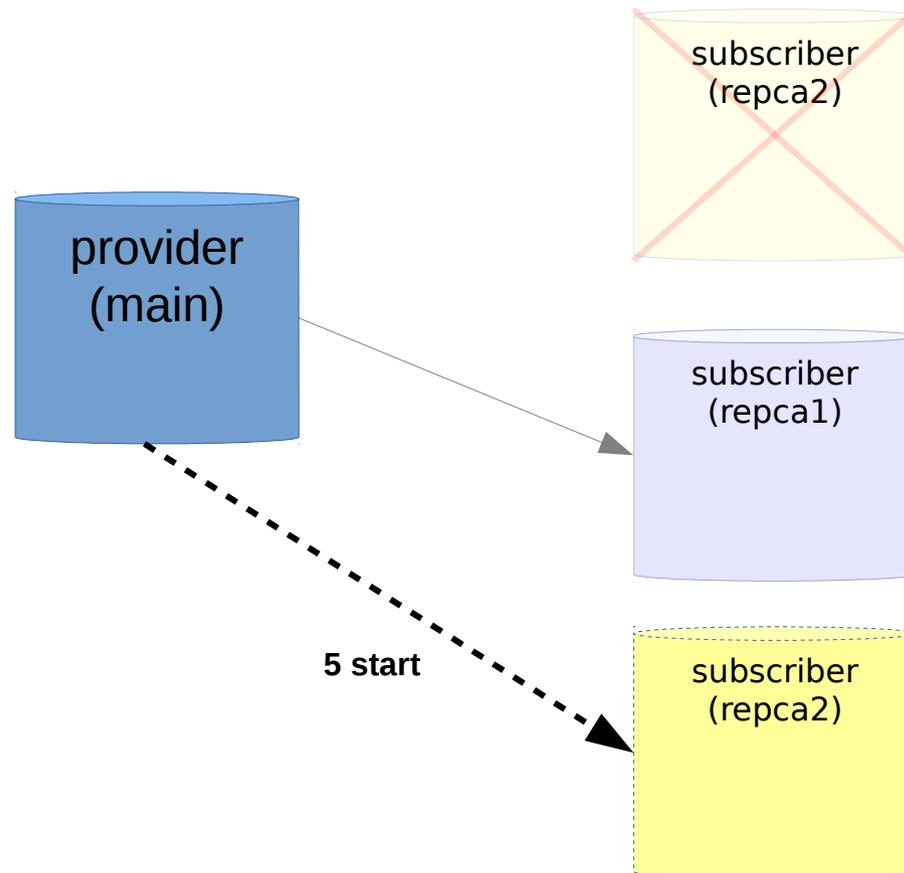 subscriber
(repca2)
provider
(main)
subscriber
(repca1)
5 start
subscriber
(repca2)